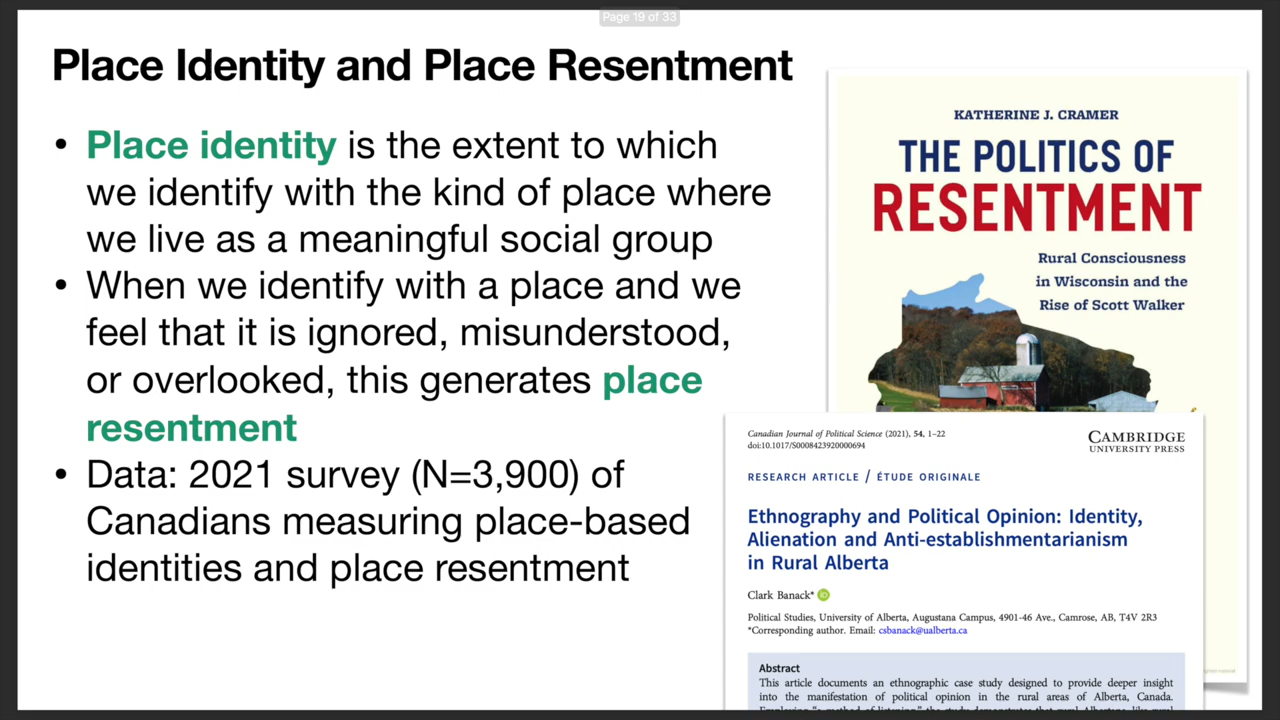 Page 19 of 33
Place Identity and Place Resentment
• Place identity is the extent to which
we identify with the kind of place where
we live as a meaningful social group
• When we identify with a place and we
feel that it is ignored, misunderstood,
or overlooked, this generates place
resentment
• Data: 2021 survey (N=3,900) of
Canadians measuring place-based
identities and place resentment
KATHERINE J. CRAMER
THE POLITICS OF
RESENTMENT
Rural Consciousness
in Wisconsin and the
Rise of Scott Walker
Canadian Journal of Political Science (2021), 54, 1–22
doi:10.1017/S0008423920000694
CAMBRIDGE
UNIVERSITY PRESS
RESEARCH ARTICLE / ÉTUDE ORIGINALE
Ethnography and Political Opinion: Identity,
Alienation and Anti-establishmentarianism
in Rural Alberta
Clark Banack* iD
Political Studies, University of Alberta, Augustana Campus, 4901-46 Ave., Camrose, AB, T4V 2R3
*Corresponding author. Email: csbanack@ualberta.ca
Abstract
This article documents an ethnographic case study designed to provide deeper insight
into the manifestation of political opinion in the rural areas of Alberta, Canada.